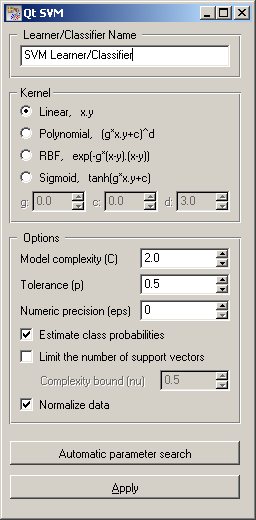 Qt SVM
Learner/Classifier Name
SVM Learner/Classifier
Kernel
Linear, x.y
Polynomial, (g*x.y+c)^d
RBF, exp(-g*(x-y).(x-y))
Sigmoid, tanh(g*x.y+c)
g: 0.0 c: 0.0 d: 3.0
Options
Model complexity (C) 2.0
Tolerance (p) 0.5
Numeric precision (eps) 0
Estimate class probabilities
Limit the number of support vectors
Complexity bound (nu) 0.5
Normalize data
Automatic parameter search
Apply